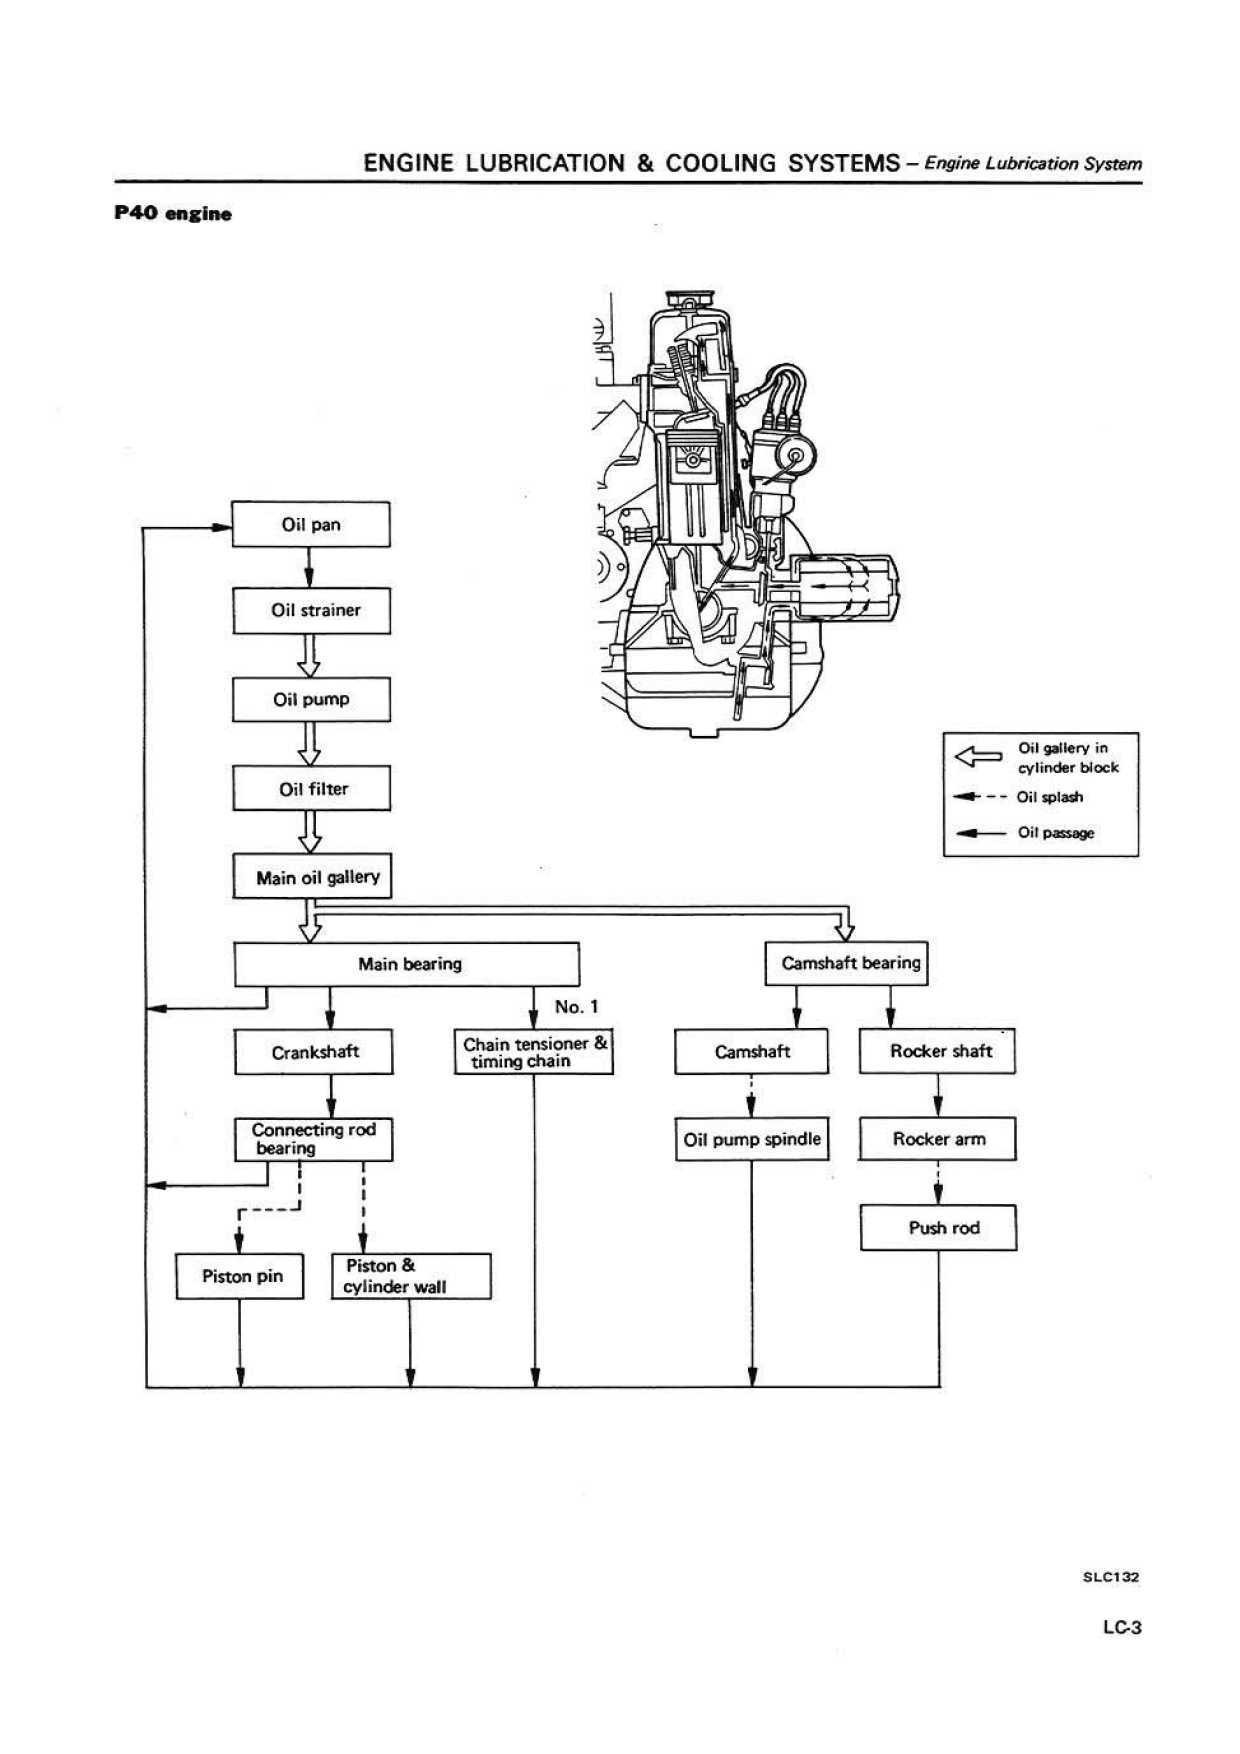 ENGINE LUBRICATION & COOLING SYSTEMS – Engine Lubrication System
P40 engine
Oil pan
Oil strainer
Oil pump
Oil filter
Main oil gallery
Oil gallery in
cylinder block
Oil splash
Oil passage
Main bearing
Camshaft bearing
No. 1
Crankshaft
Chain tensioner &
timing chain
Camshaft
Rocker shaft
Connecting rod
bearing
Oil pump spindle
Rocker arm
Push rod
Piston pin
Piston &
cylinder wall
SLC132
LC-3